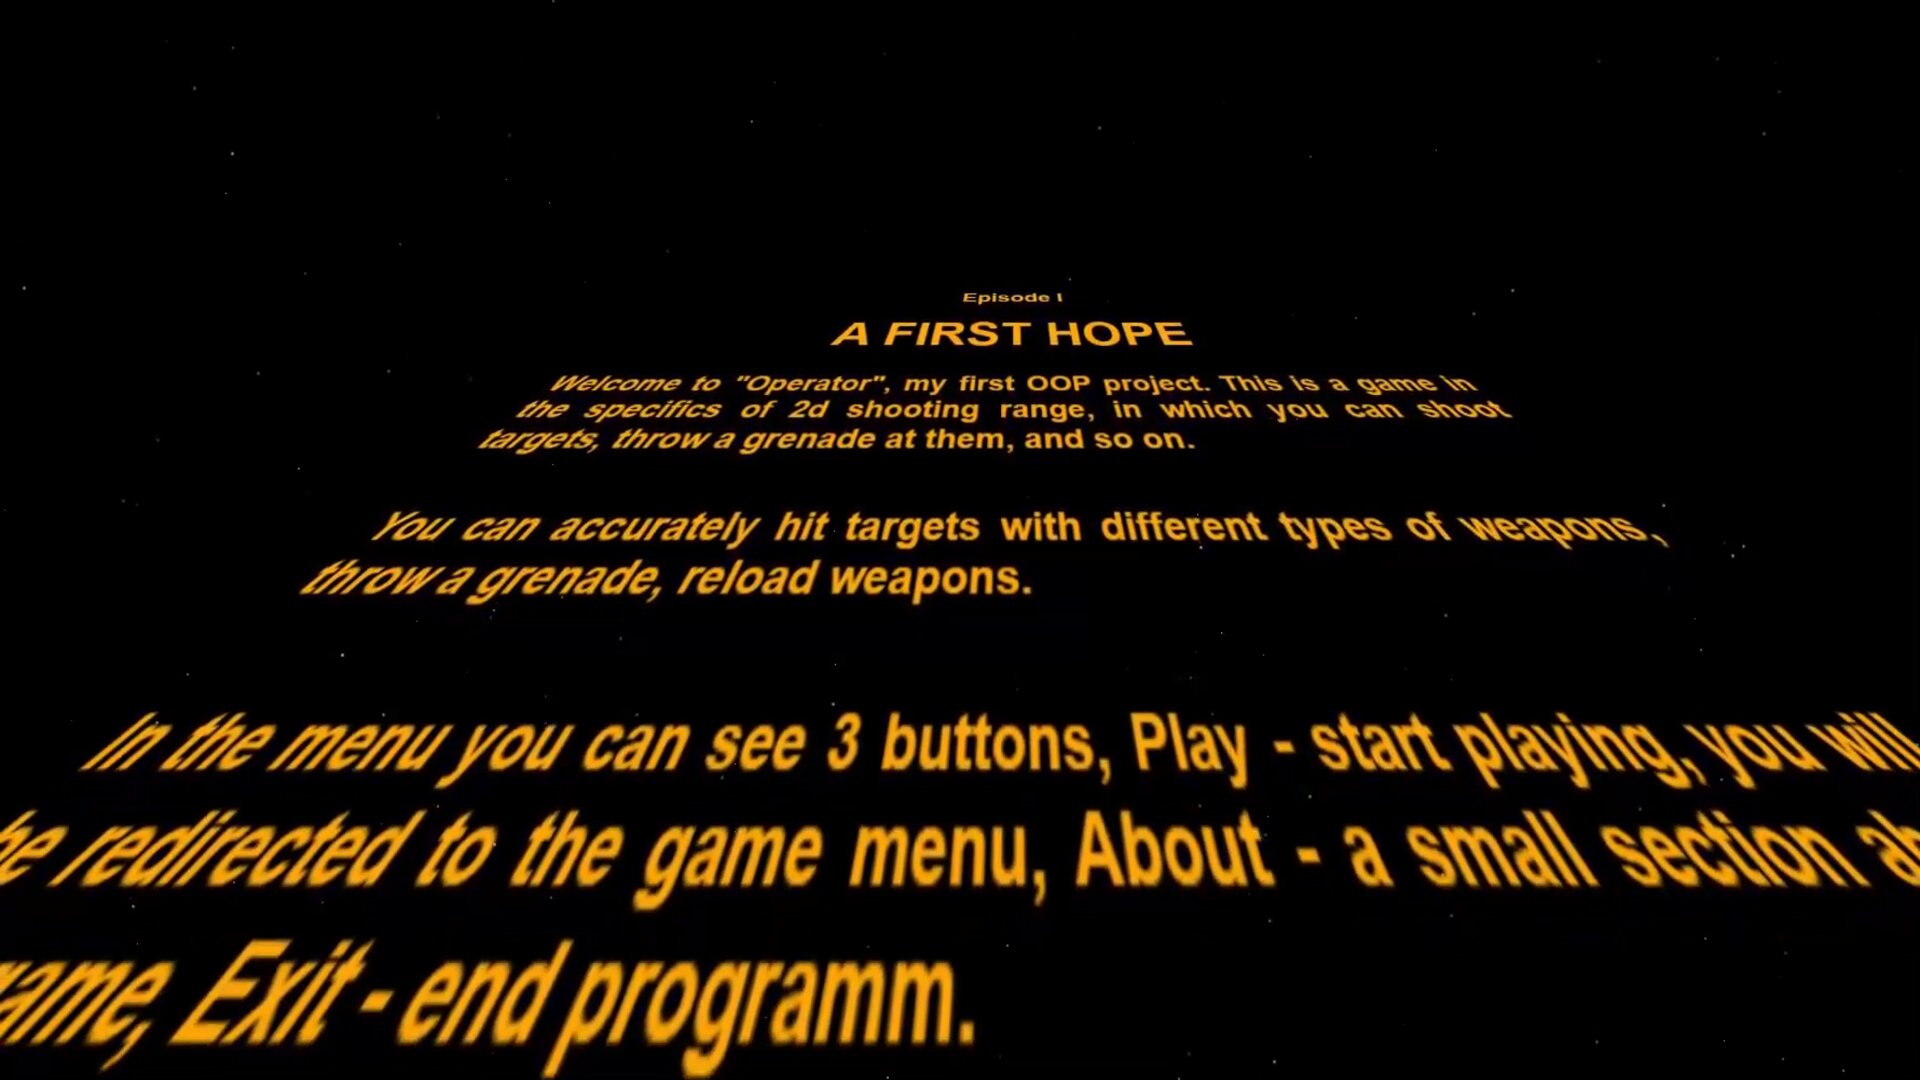 Episode I
A FIRST HOPE
Welcome to "Operator", my first OOP project. This is a game in
the specifics of 2d shooting range, in which you can shoot
targets, throw a grenade at them, and so on.
You can accurately hit targets with different types of weapons,
throw a grenade, reload weapons.
In the menu you can see 3 buttons, Play - start playing, you will
be redirected to the game menu, About - a small section
Exit - end programm.